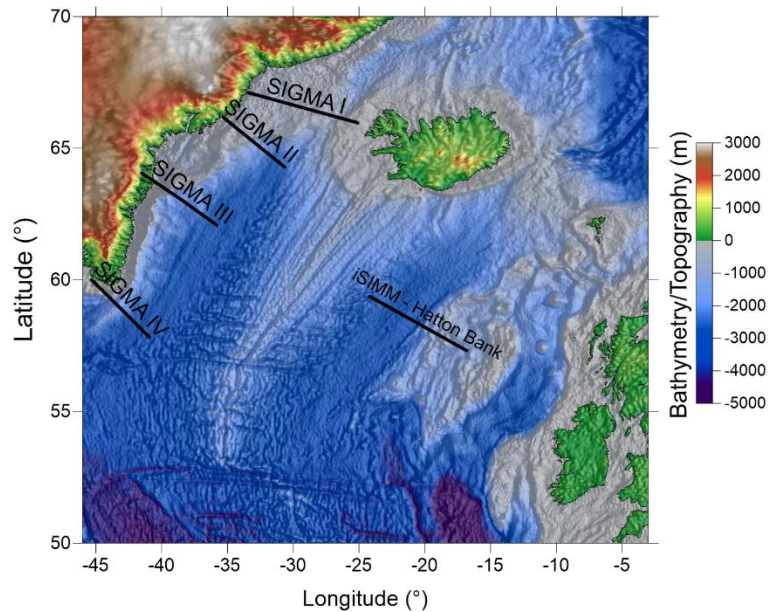 70
65
60
55
50
Latitude (°)
SIGMA I
SIGMA II
SIGMA III
SIGMA IV
iSIMM - Hatton Bank
-45 -40 -35 -30 -25 -20 -15 -10 -5
Longitude (°)
3000
2000
1000
0
-1000
-2000
-3000
-4000
-5000
Bathymetry/Topography (m)